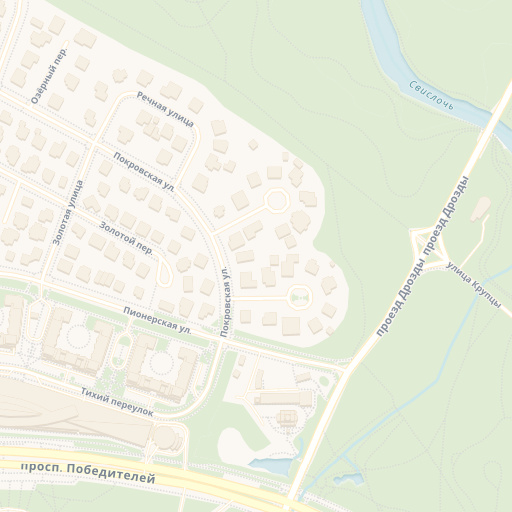 Озёрный пер.
Речная улица
Свислочь
Покровская ул.
проезд Дрозды
Золотая улица
Золотой пер.
улица Крупцы
проезд Дрозды
Покровская ул.
Пионерская ул.
Тихий переулок
просп. Победителей